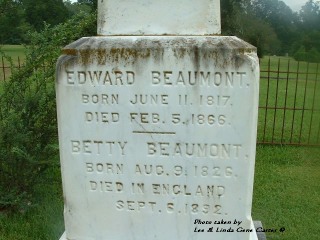 EDWARD BEAUMONT.
BORN JUNE 11. 1817.
DIED FEB. 5. 1866.
BETTY BEAUMONT.
BORN AUG. 9. 1826.
DIED IN ENGLAND
SEPT. 6. 1892.
Photo taken by
Lee & Linda Gene Carter ©